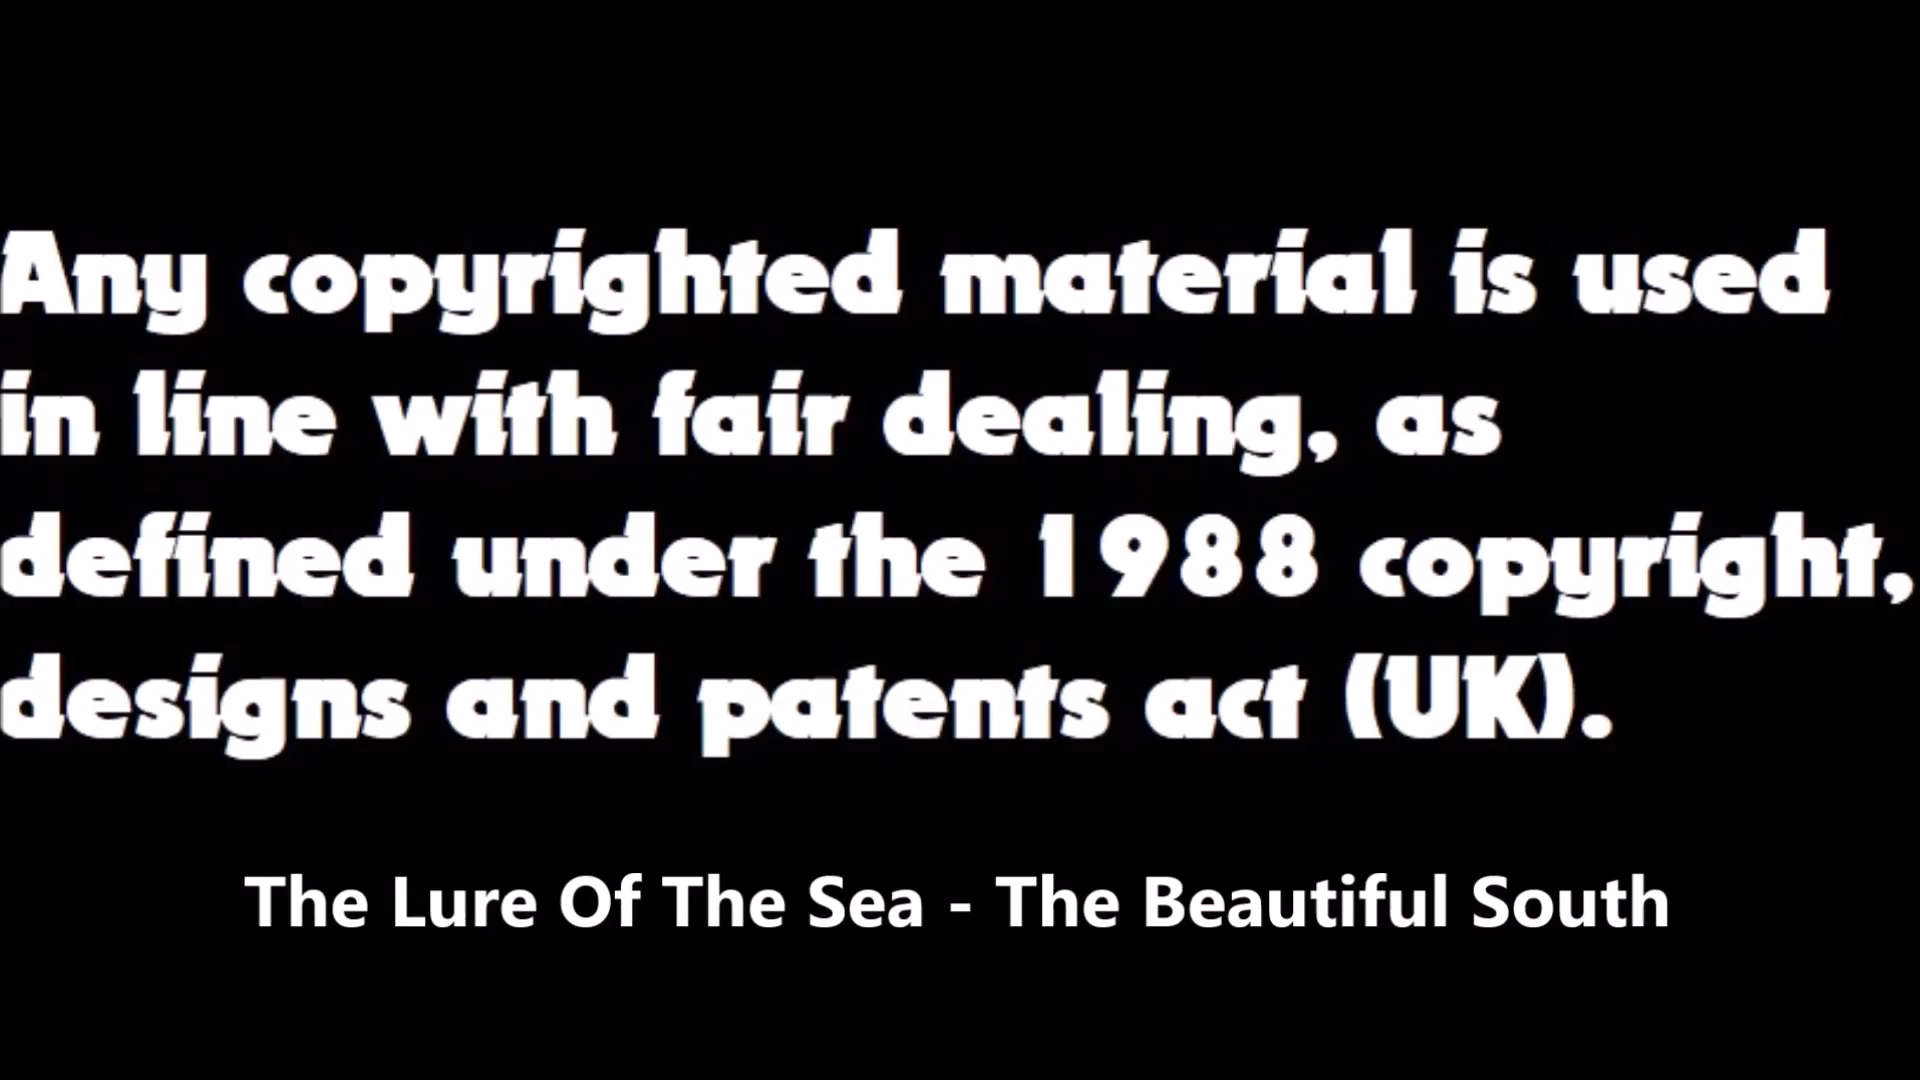 Any copyrighted material is used
in line with fair dealing, as
defined under the 1988 copyright,
designs and patents act (UK).
The Lure Of The Sea - The Beautiful South